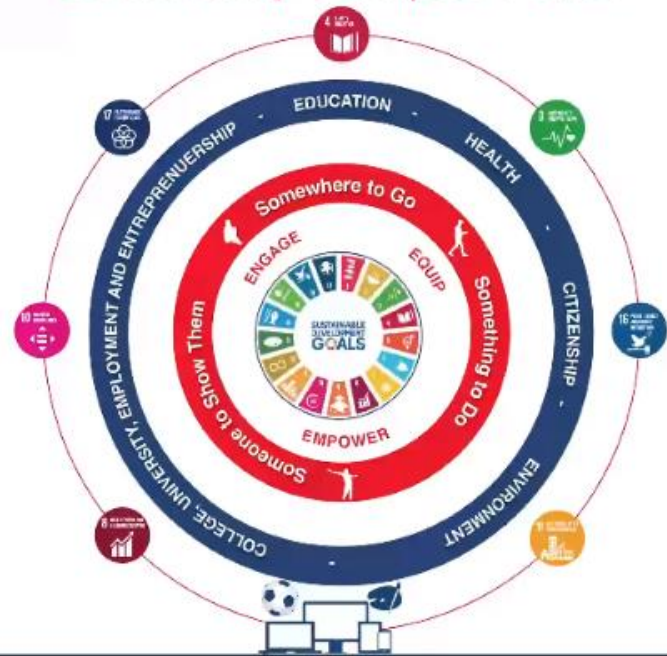 4
17
3
EDUCATION
HEALTH
CITIZENSHIP
ENVIRONMENT
COLLEGE, UNIVERSITY, EMPLOYMENT AND ENTREPRENUERSHIP
Somewhere to Go
Something to Do
Someone to Show Them
ENGAGE
EQUIP
EMPOWER
SUSTAINABLE
DEVELOPMENT
GOALS
10
16
8
11